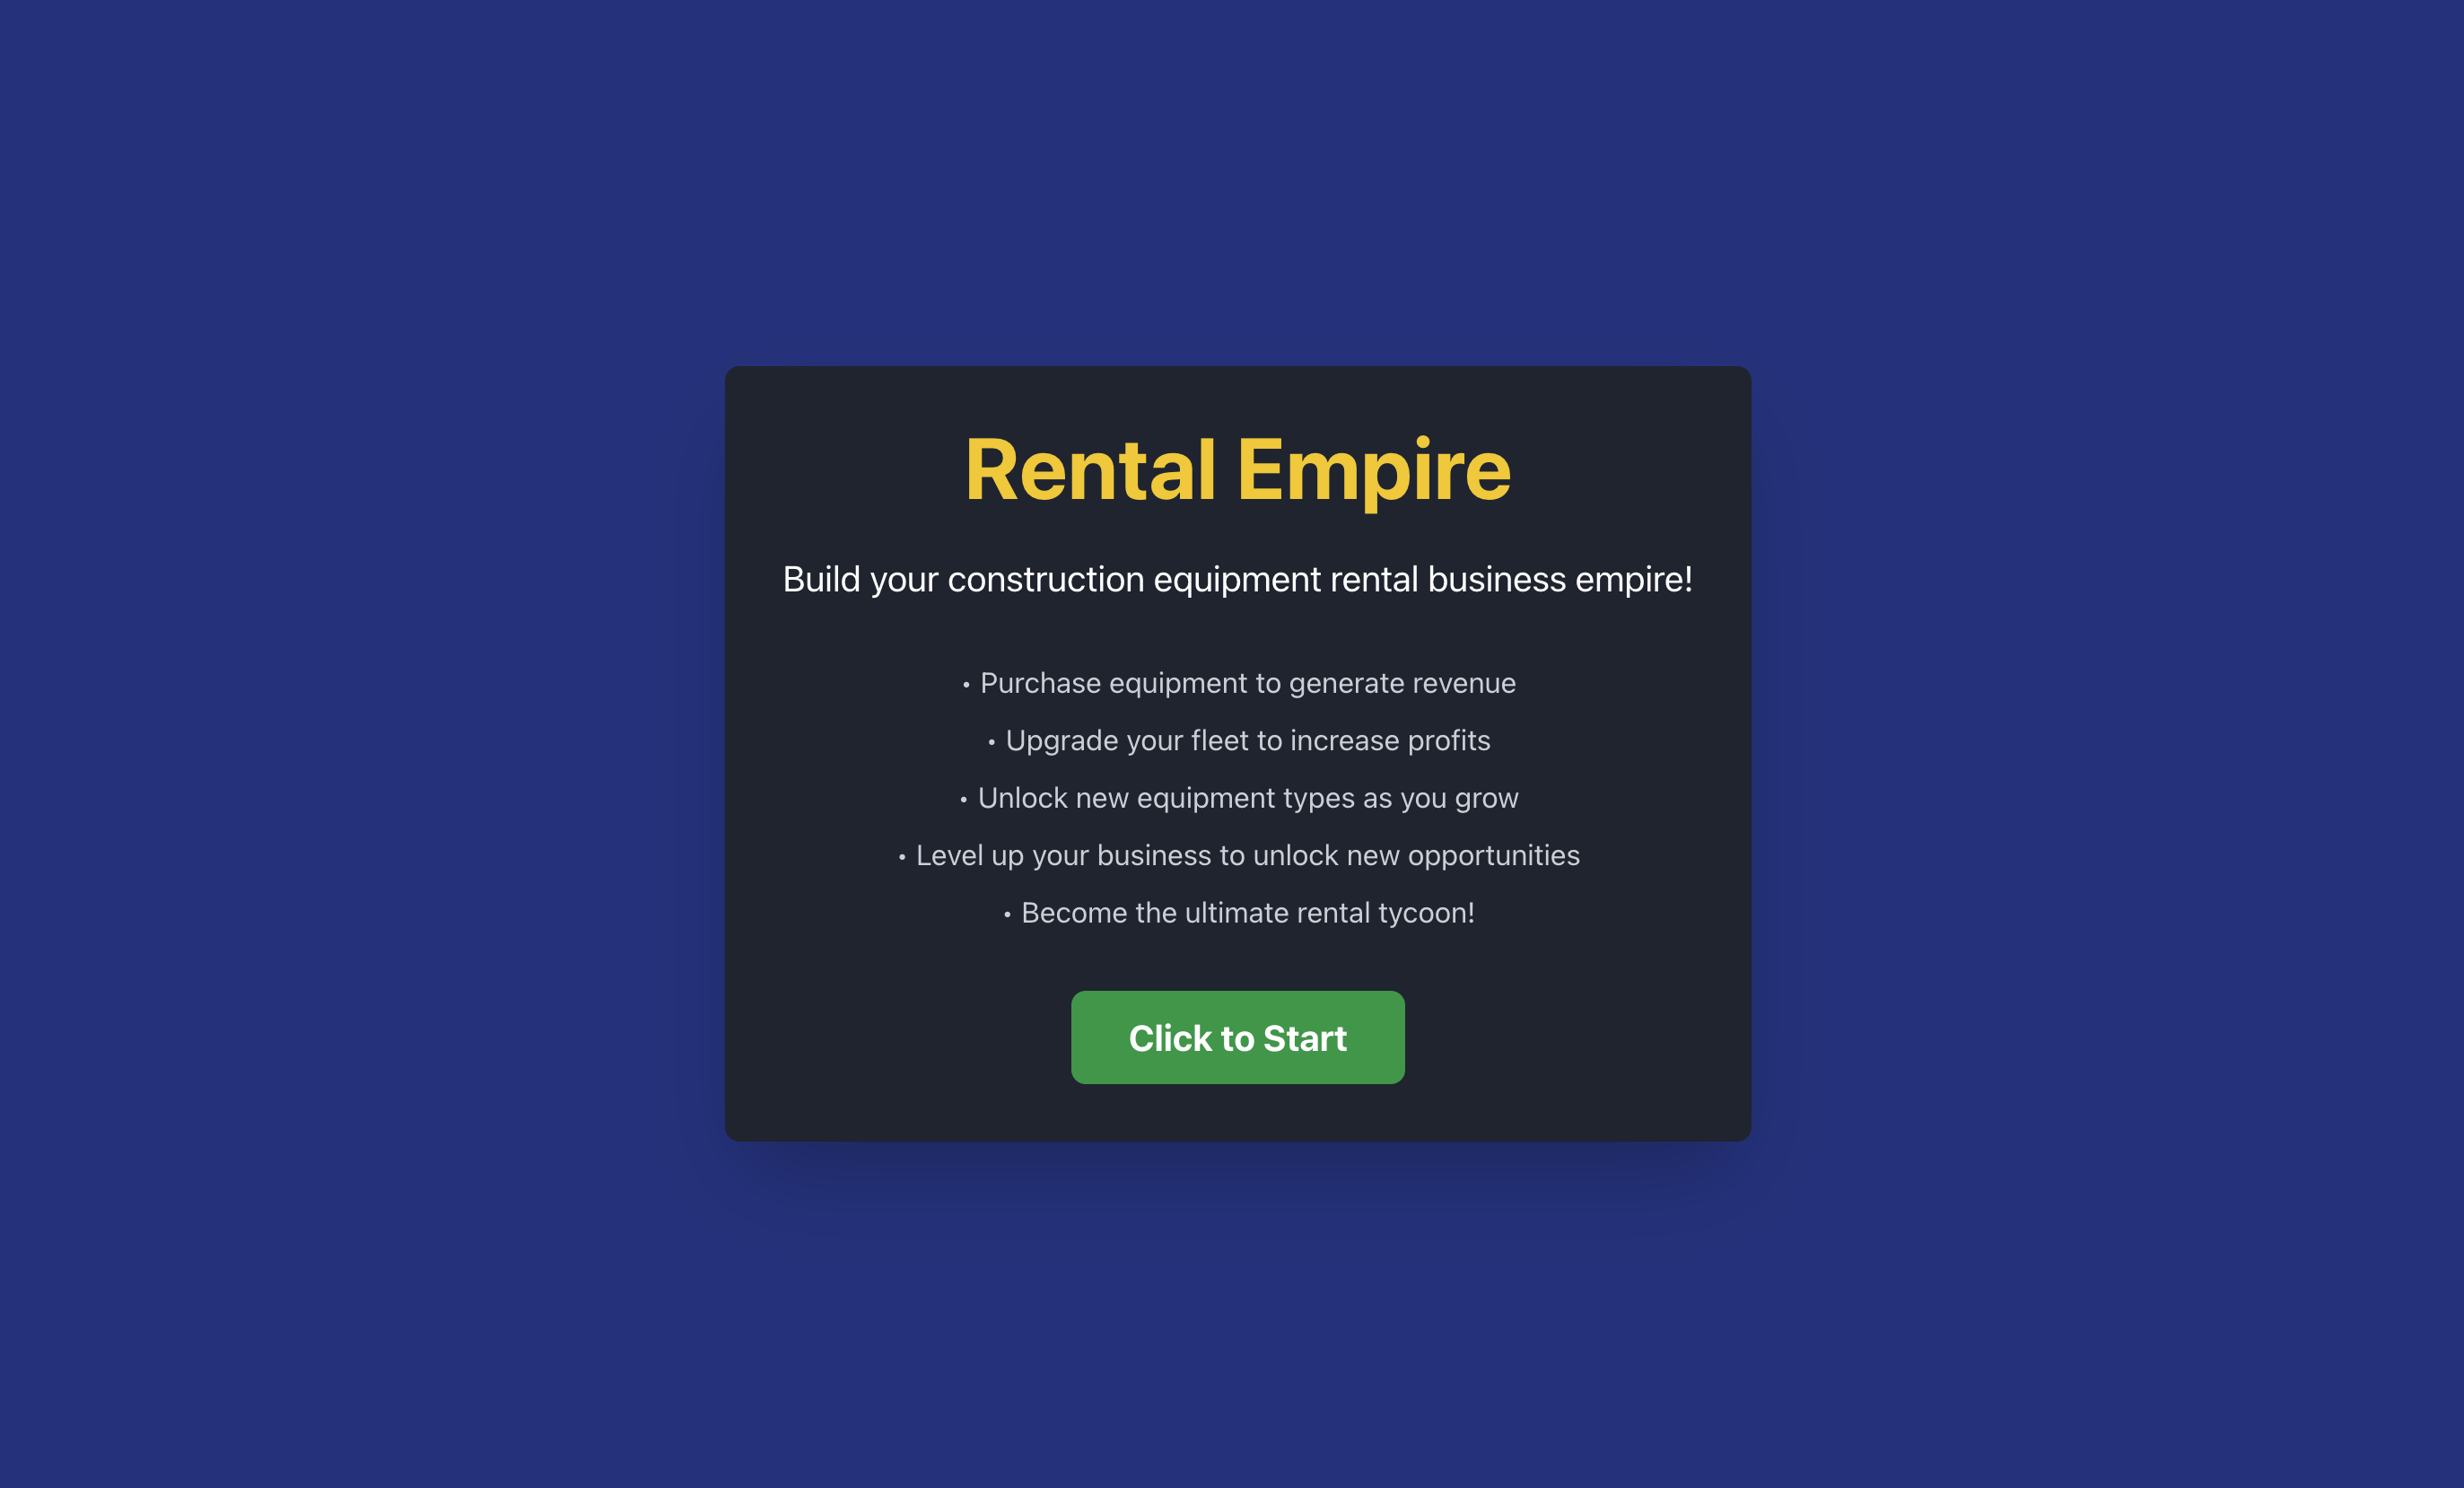 Rental Empire
Build your construction equipment rental business empire!
• Purchase equipment to generate revenue
• Upgrade your fleet to increase profits
• Unlock new equipment types as you grow
• Level up your business to unlock new opportunities
• Become the ultimate rental tycoon!
Click to Start